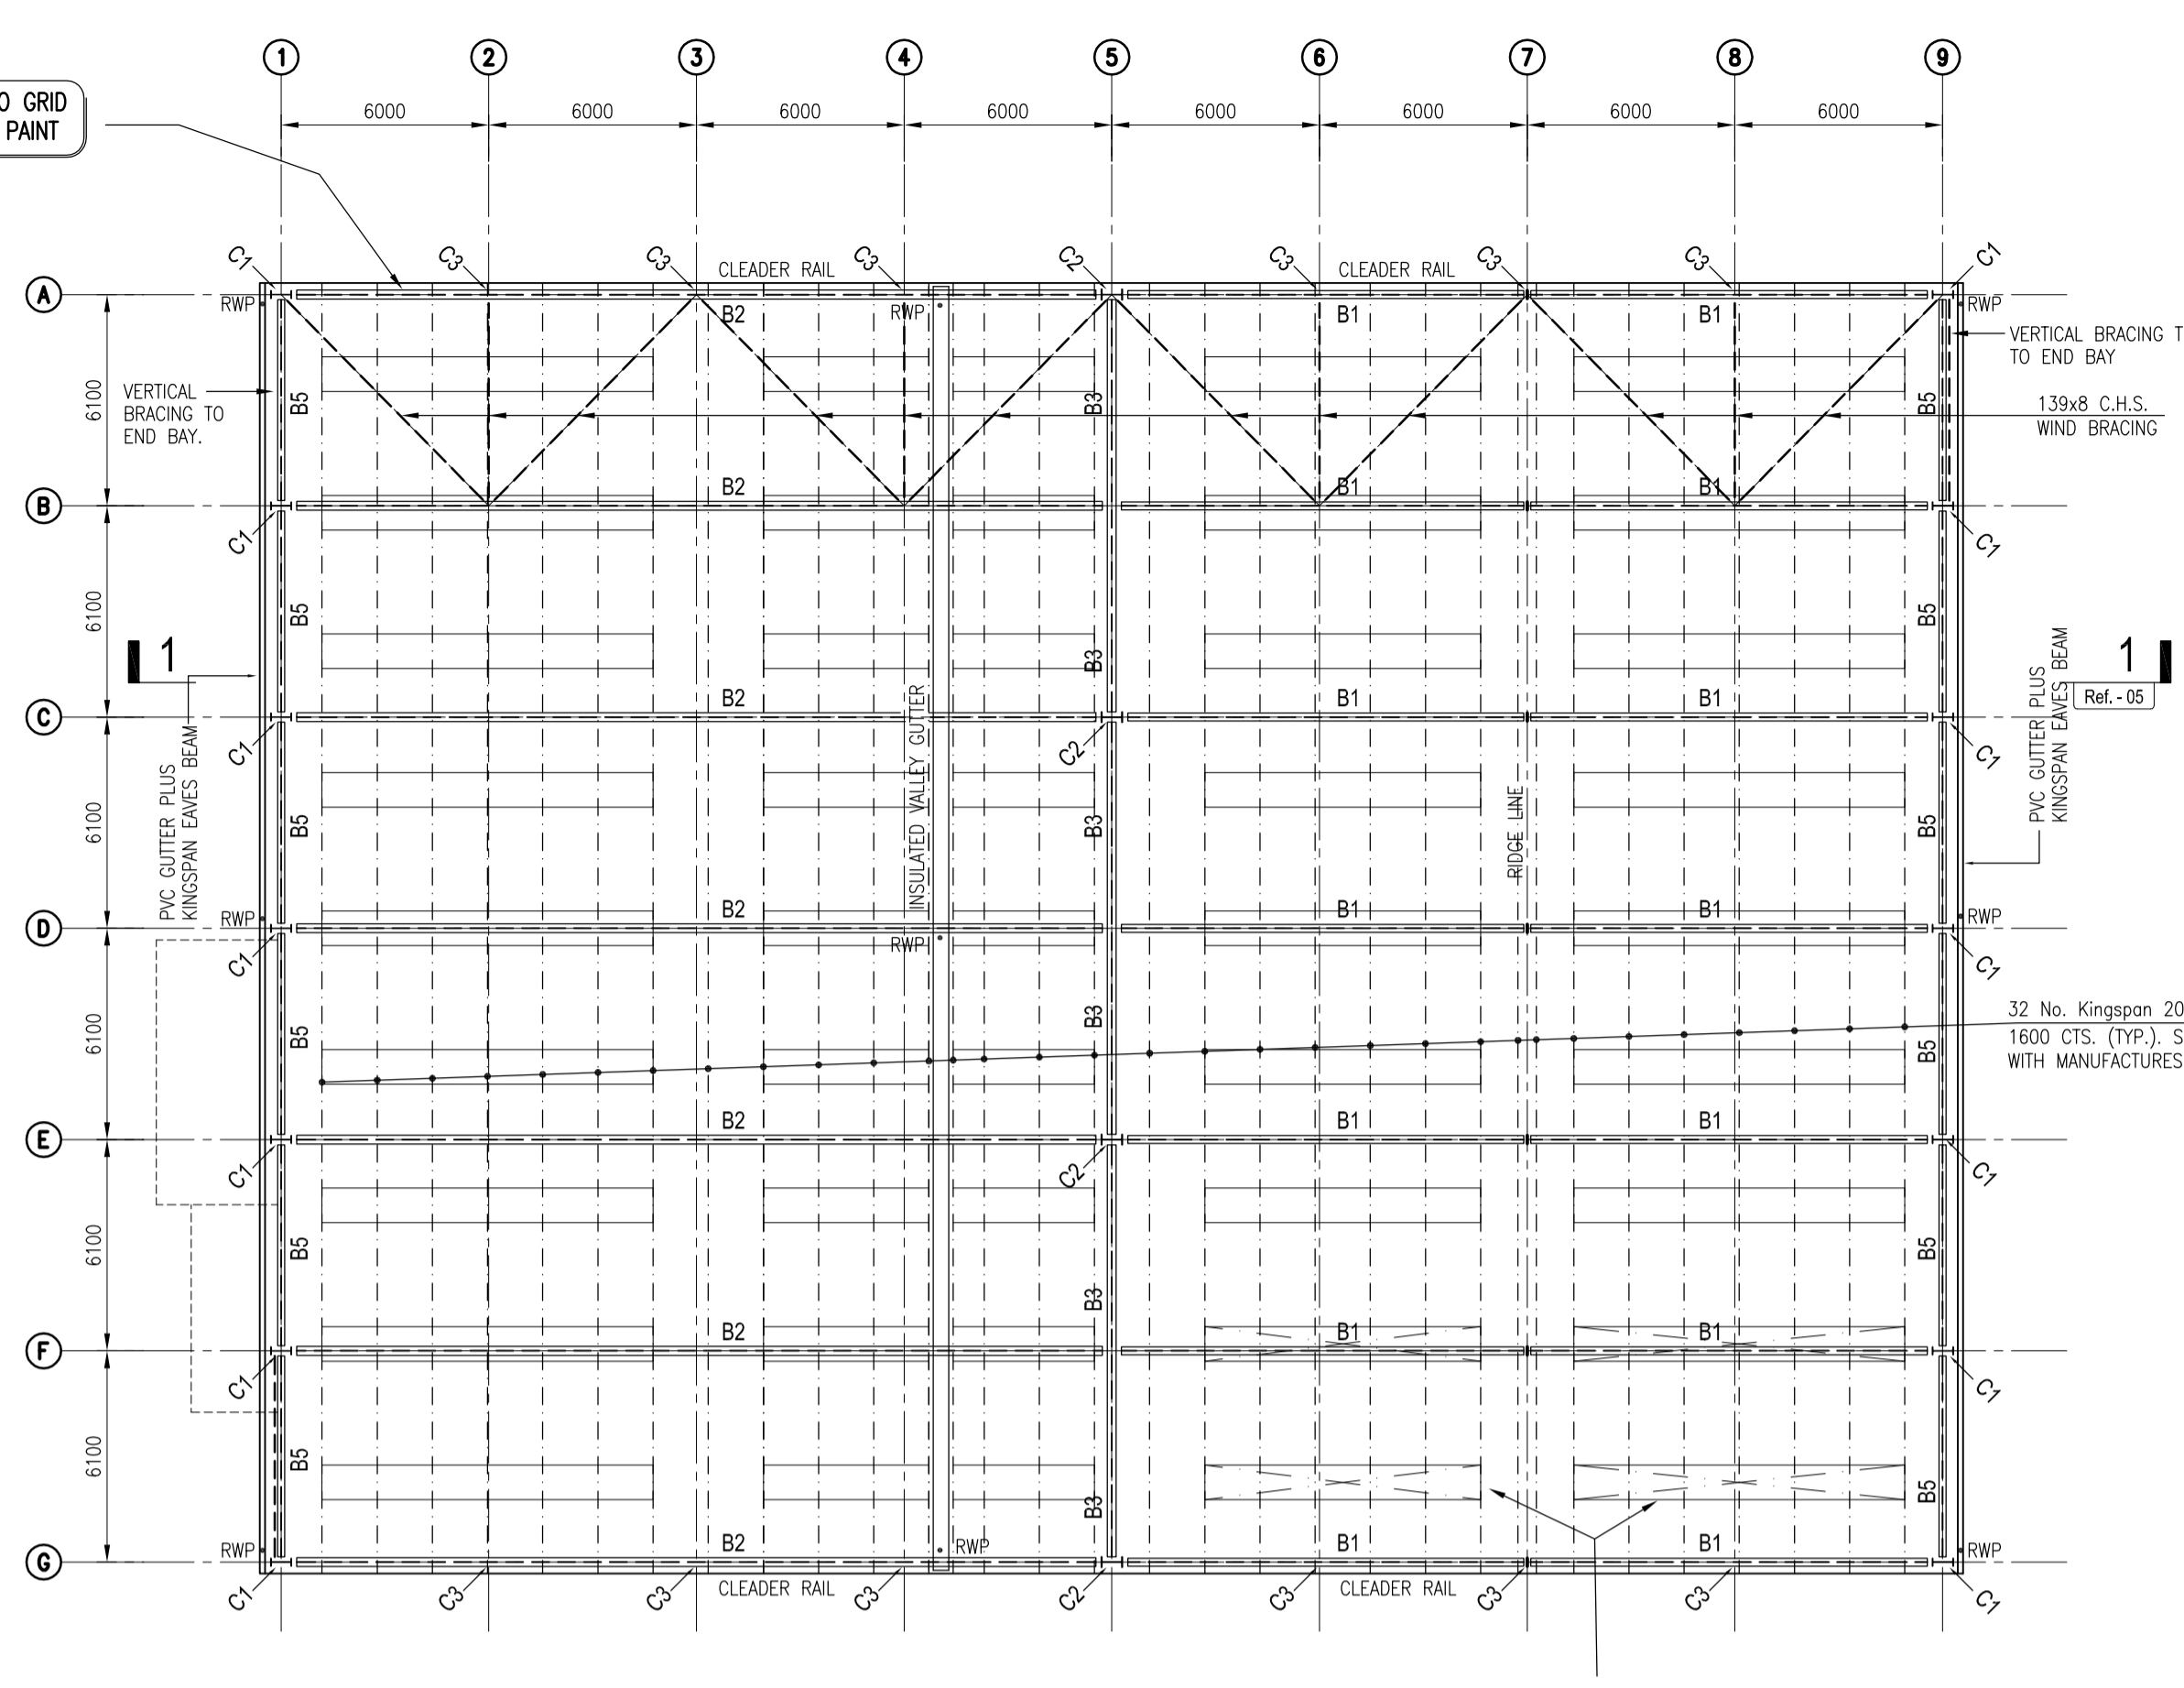 1 2 3 4 5 6 7 8 9
O GRID
PAINT
6000 6000 6000 6000 6000 6000 6000 6000
C1 C3 C3 C3 C2 C3 C3 C3 C1
CLEADER RAIL CLEADER RAIL
A
RWP RWP RWP
B2 B1 B1
VERTICAL BRACING T
TO END BAY
6100
VERTICAL
BRACING TO
END BAY.
B5 B3 B5
139x8 C.H.S.
WIND BRACING
B2 B1 B1
B
C1 C1
6100
B5 B3 B5
1 1
Ref. - 05
B2 B1 B1
C
C1 C2 C1
PVC GUTTER PLUS
KINGSPAN EAVES BEAM
INSULATED VALLEY GUTTER
RIDGE LINE
PVC GUTTER PLUS
KINGSPAN EAVES BEAM
6100
B5 B3 B5
B2 B1 B1
D
RWP RWP RWP
C1 C1
6100
B5 B3 B5
32 No. Kingspan 20
1600 CTS. (TYP.). S
WITH MANUFACTURES
B2 B1 B1
E
C1 C2 C1
6100
B5 B3 B5
B2 B1 B1
F
C1 C1
6100
B5 B3 B5
B2 B1 B1
RWP RWP RWP
G
CLEADER RAIL CLEADER RAIL
C1 C3 C3 C3 C2 C3 C3 C3 C1